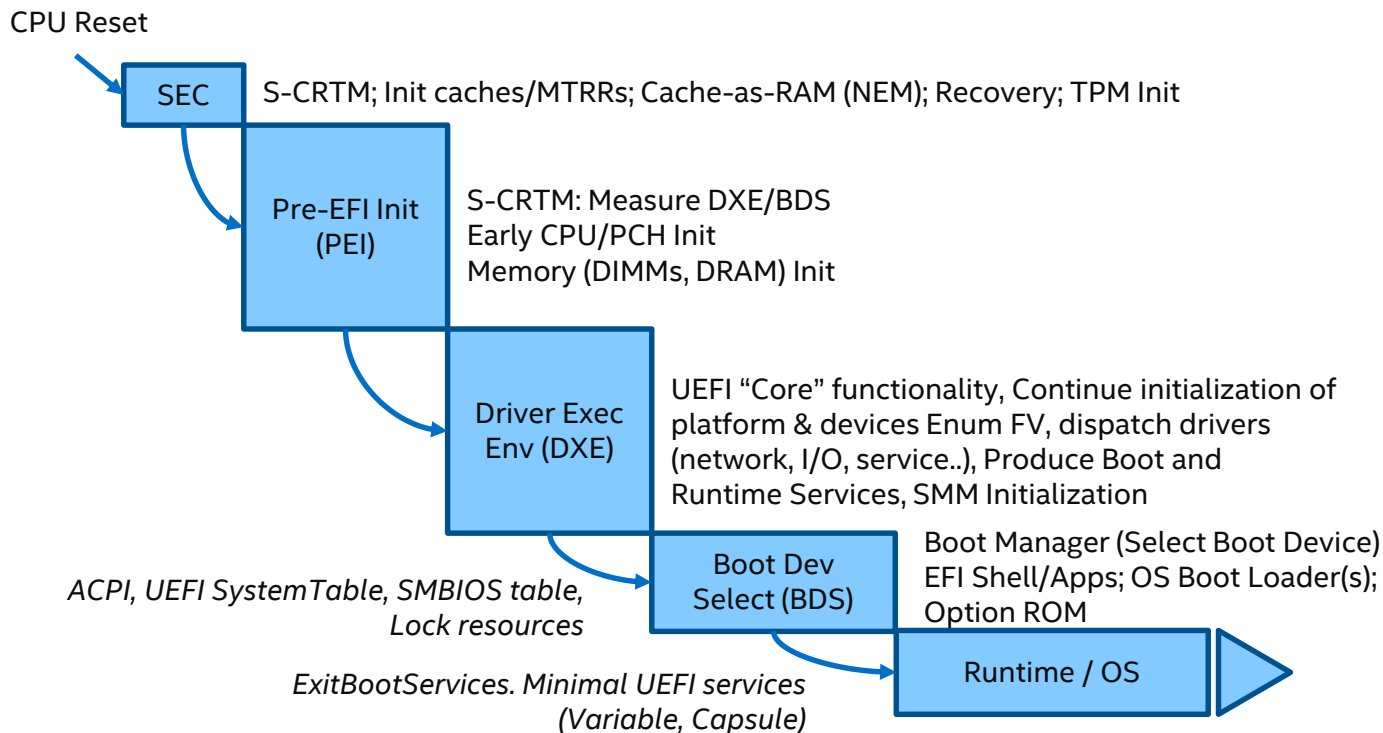 CPU Reset
SEC
S-CRTM; Init caches/MTRRs; Cache-as-RAM (NEM); Recovery; TPM Init
Pre-EFI Init
(PEI)
S-CRTM: Measure DXE/BDS
Early CPU/PCH Init
Memory (DIMMs, DRAM) Init
Driver Exec
Env (DXE)
UEFI “Core” functionality, Continue initialization of
platform & devices Enum FV, dispatch drivers
(network, I/O, service..), Produce Boot and
Runtime Services, SMM Initialization
ACPI, UEFI SystemTable, SMBIOS table,
Lock resources
Boot Dev
Select (BDS)
Boot Manager (Select Boot Device)
EFI Shell/Apps; OS Boot Loader(s);
Option ROM
ExitBootServices. Minimal UEFI services
(Variable, Capsule)
Runtime / OS